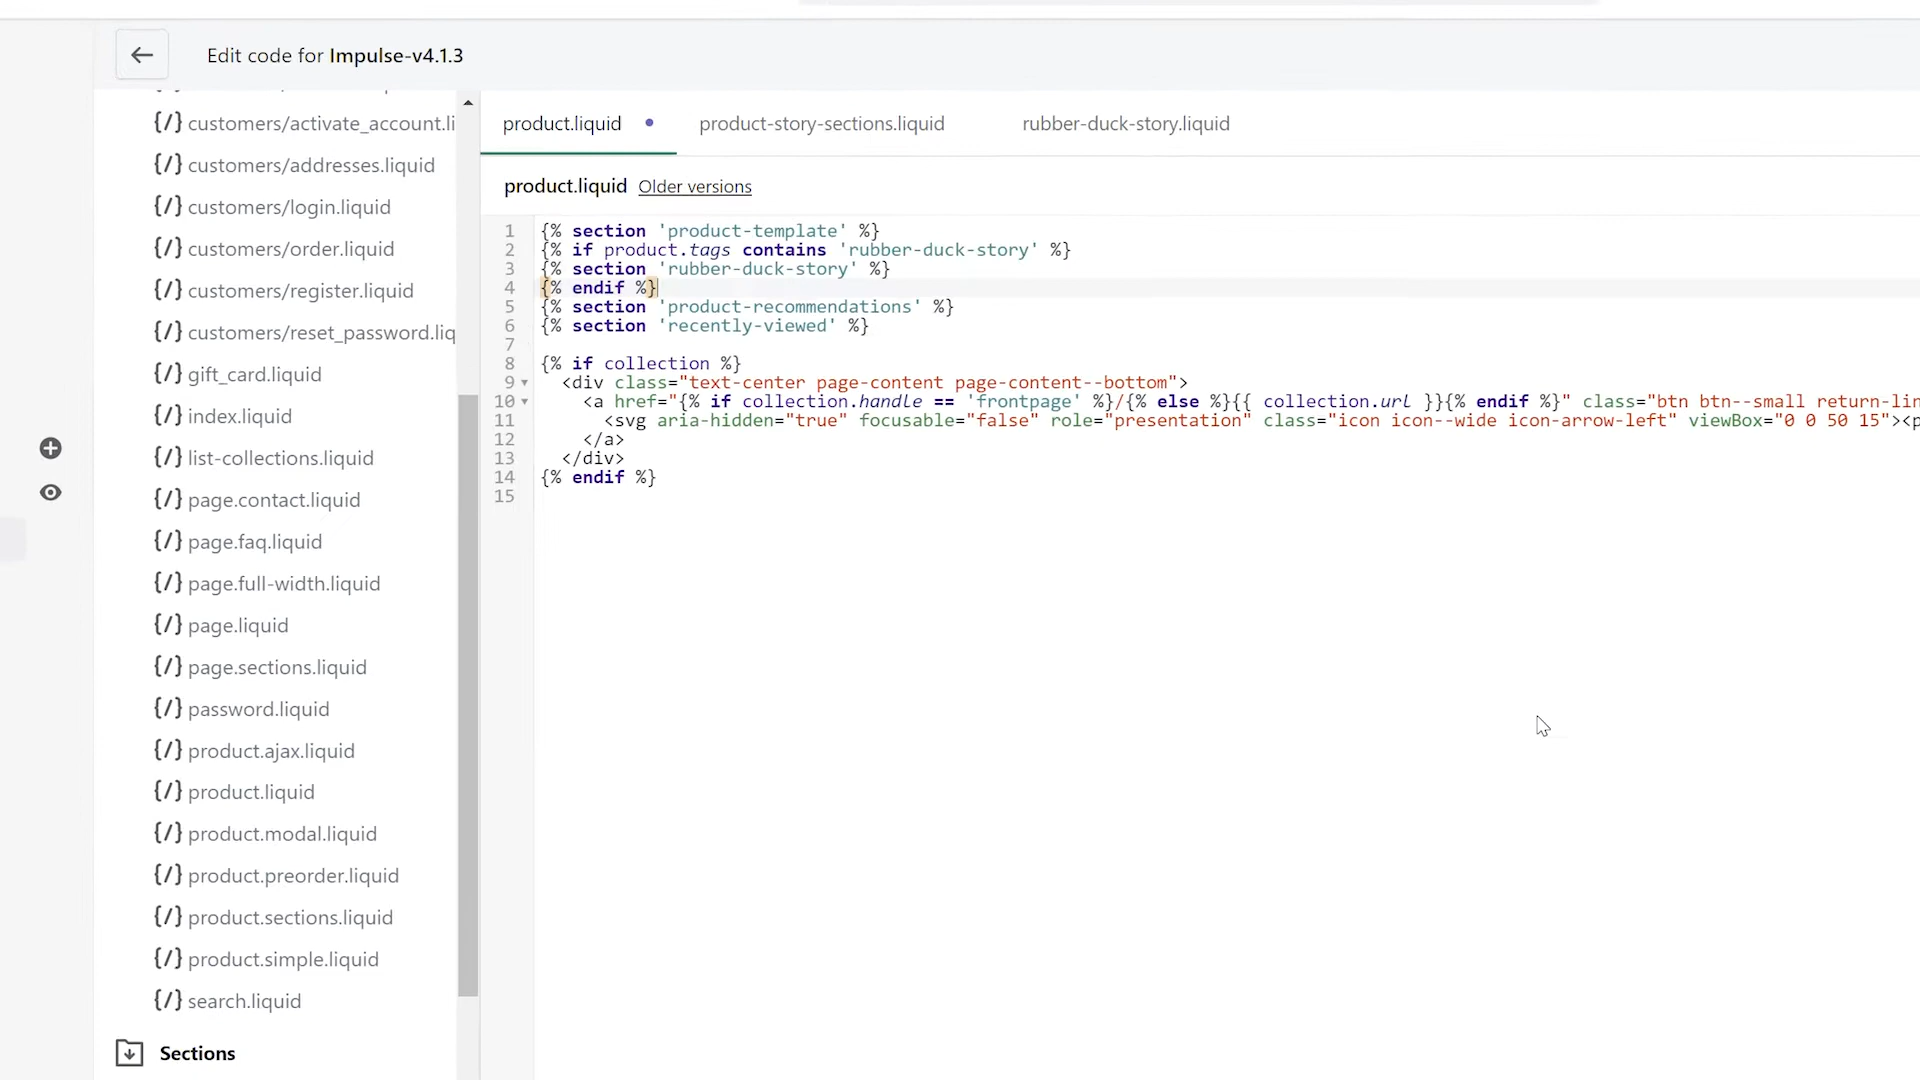 Edit code for Impulse-v4.1.3
{/} customers/activate_account.li
{/} customers/addresses.liquid
{/} customers/login.liquid
{/} customers/order.liquid
{/} customers/register.liquid
{/} customers/reset_password.liq
{/} gift_card.liquid
{/} index.liquid
{/} list-collections.liquid
{/} page.contact.liquid
{/} page.faq.liquid
{/} page.full-width.liquid
{/} page.liquid
{/} page.sections.liquid
{/} password.liquid
{/} product.ajax.liquid
{/} product.liquid
{/} product.modal.liquid
{/} product.preorder.liquid
{/} product.sections.liquid
{/} product.simple.liquid
{/} search.liquid
Sections
product.liquid product-story-sections.liquid rubber-duck-story.liquid
product.liquid Older versions
1 {% section 'product-template' %}
2 {% if product.tags contains 'rubber-duck-story' %}
3 {% section 'rubber-duck-story' %}
4 {% endif %}
5 {% section 'product-recommendations' %}
6 {% section 'recently-viewed' %}
7
8 {% if collection %}
9 <div class="text-center page-content page-content--bottom">
10 <a href="{% if collection.handle == 'frontpage' %}/{% else %}{{ collection.url }}{% endif %}" class="btn btn--small return-lin
11 <svg aria-hidden="true" focusable="false" role="presentation" class="icon icon--wide icon-arrow-left" viewBox="0 0 50 15"><p
12 </a>
13 </div>
14 {% endif %}
15